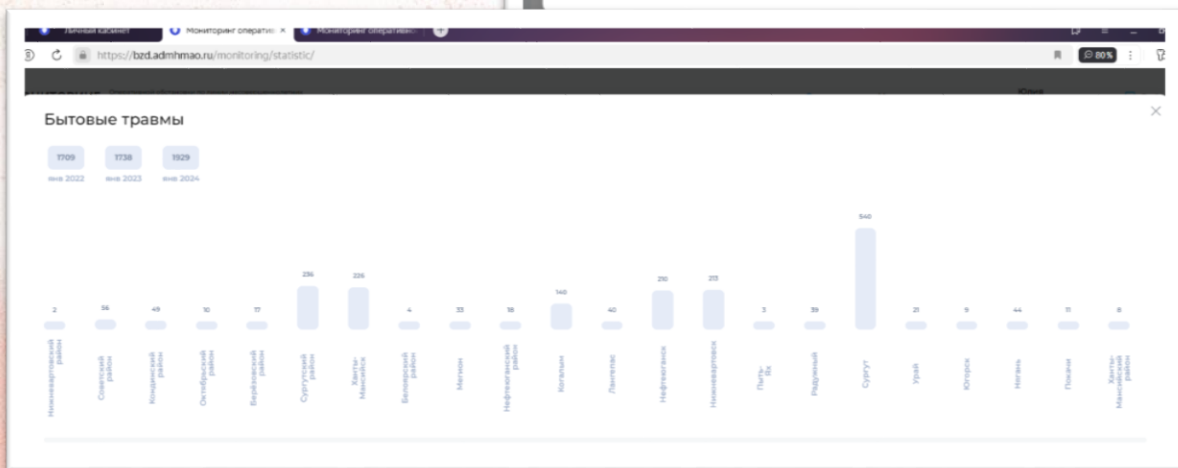 Личный кабинет
Мониторинг оператив
Мониторинг оперативн
https://bzd.admhmao.ru/monitoring/statistic/
80%
Юлия
Бытовые травмы
1709 1738 1929
янв 2022 янв 2023 янв 2024
2
56
49
10
17
236
226
4
33
18
140
40
210
213
3
39
540
21
9
44
11
8
Нижневартовский район
Советский район
Кондинский район
Октябрьский район
Берёзовский район
Сургутский район
Ханты-Мансийск
Белоярский район
Мегион
Нефтеюганский район
Когалым
Лангепас
Нефтеюганск
Нижневартовск
Пыть-Ях
Радужный
Сургут
Урай
Югорск
Нягань
Покачи
Ханты-Мансийский район